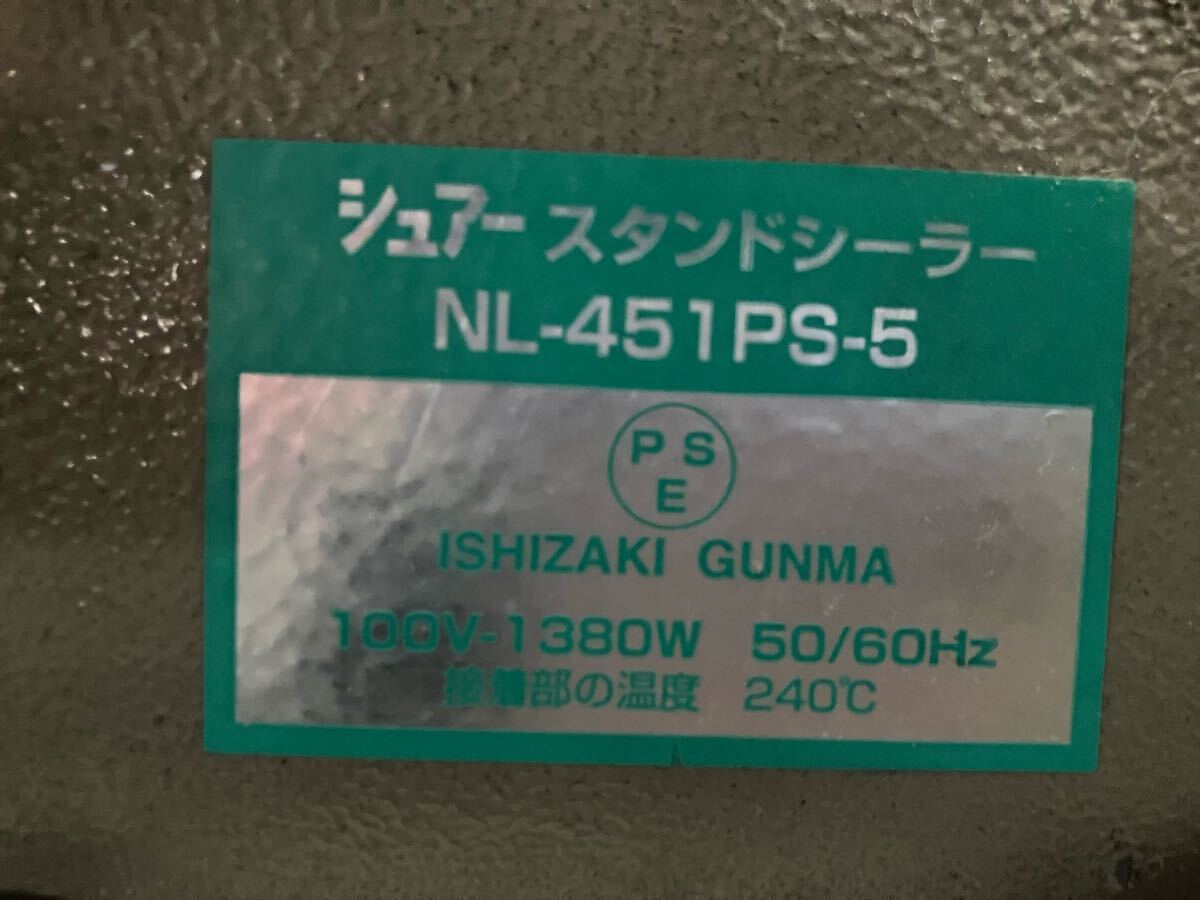 シュアー スタンドシーラー
NL-451PS-5
P S
E
ISHIZAKI GUNMA
100V-1380W 50/60Hz
接着部の温度 240℃